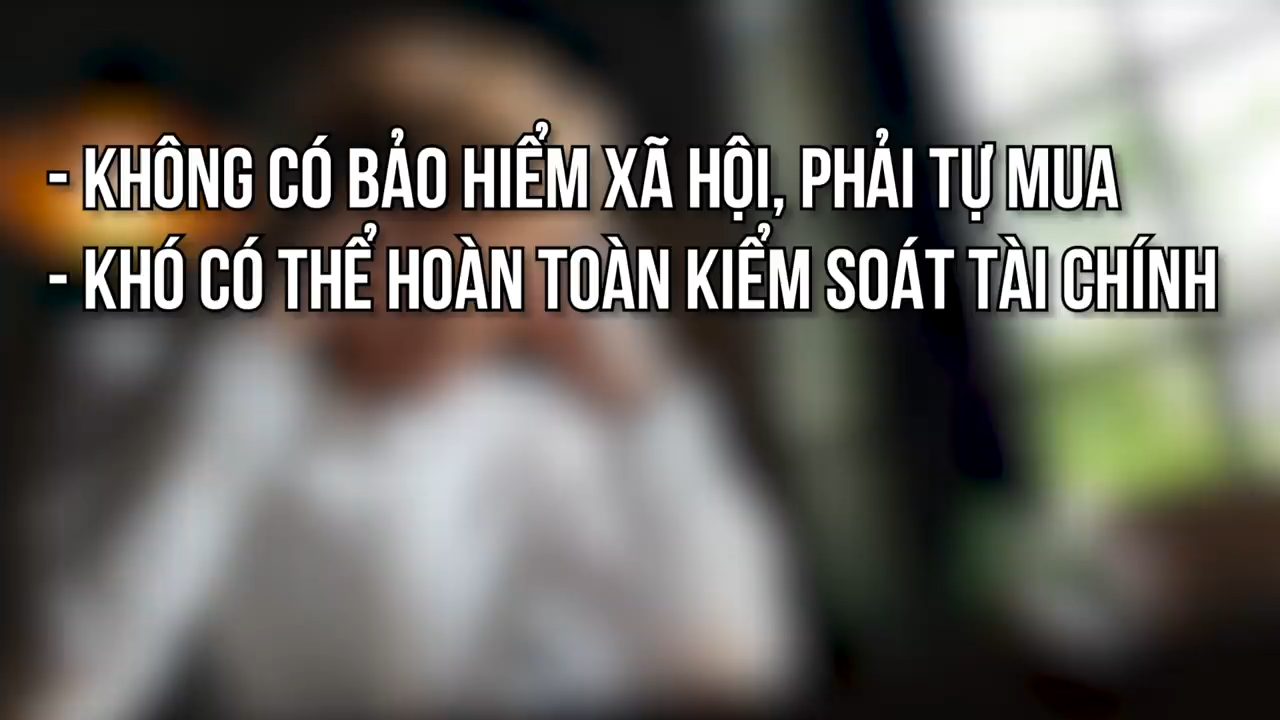 - KHÔNG CÓ BẢO HIỂM XÃ HỘI, PHẢI TỰ MUA
- KHÓ CÓ THỂ HOÀN TOÀN KIỂM SOÁT TÀI CHÍNH